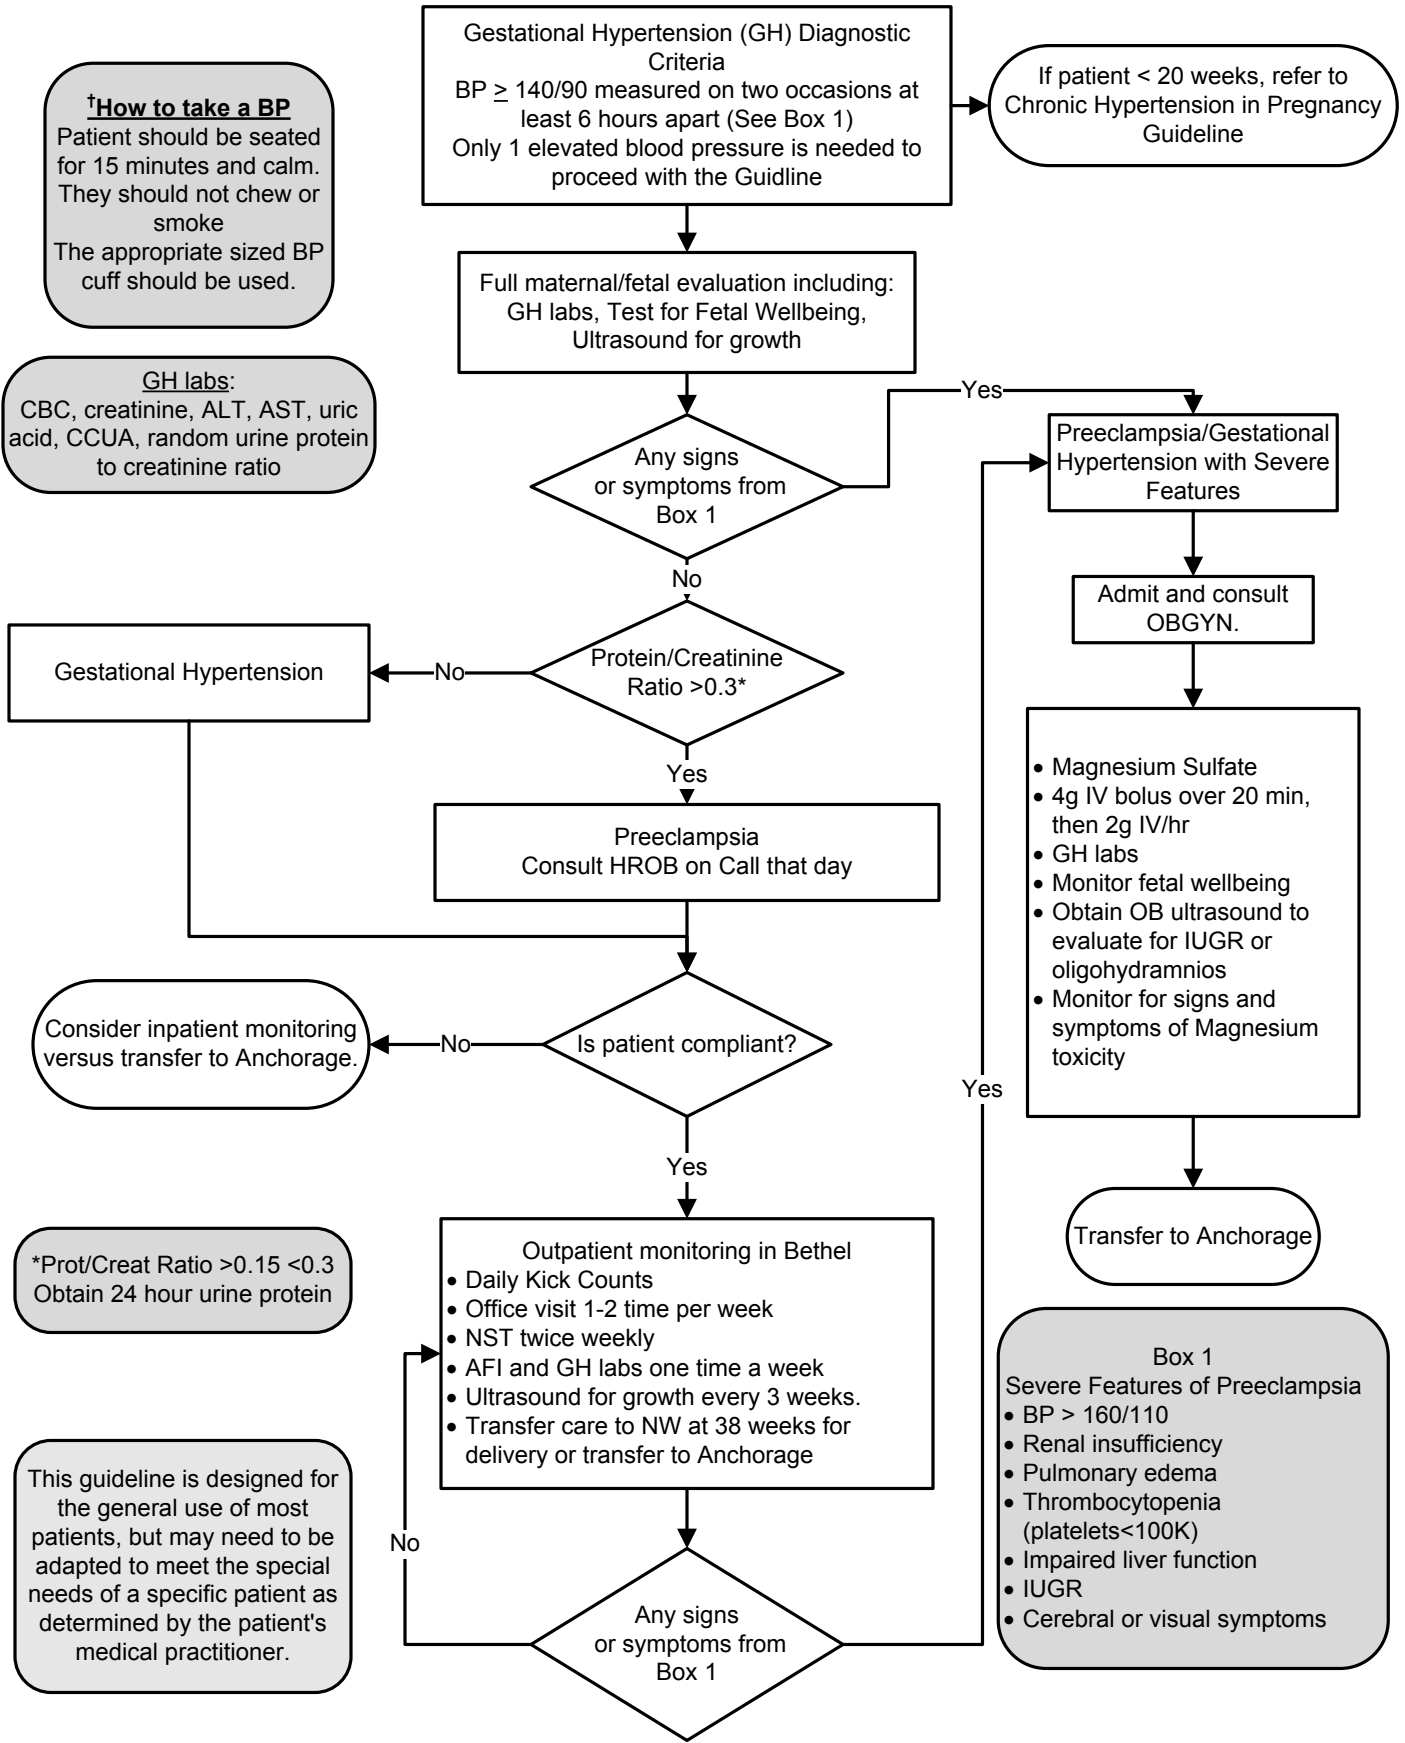 Gestational Hypertension (GH) Diagnostic
Criteria
BP ≥ 140/90 measured on two occasions at
least 6 hours apart (See Box 1)
Only 1 elevated blood pressure is needed to
proceed with the Guidline
If patient < 20 weeks, refer to
Chronic Hypertension in Pregnancy
Guideline
†How to take a BP
Patient should be seated
for 15 minutes and calm.
They should not chew or
smoke
The appropriate sized BP
cuff should be used.
Full maternal/fetal evaluation including:
GH labs, Test for Fetal Wellbeing,
Ultrasound for growth
GH labs:
CBC, creatinine, ALT, AST, uric
acid, CCUA, random urine protein
to creatinine ratio
Any signs
or symptoms from
Box 1
Yes
Preeclampsia/Gestational
Hypertension with Severe
Features
No
Admit and consult
OBGYN.
Protein/Creatinine
Ratio >0.3*
No
Gestational Hypertension
Yes
Preeclampsia
Consult HROB on Call that day
• Magnesium Sulfate
• 4g IV bolus over 20 min,
then 2g IV/hr
• GH labs
• Monitor fetal wellbeing
• Obtain OB ultrasound to
evaluate for IUGR or
oligohydramnios
• Monitor for signs and
symptoms of Magnesium
toxicity
Is patient compliant?
No
Consider inpatient monitoring
versus transfer to Anchorage.
Yes
Yes
Transfer to Anchorage
*Prot/Creat Ratio >0.15 <0.3
Obtain 24 hour urine protein
Outpatient monitoring in Bethel
• Daily Kick Counts
• Office visit 1-2 time per week
• NST twice weekly
• AFI and GH labs one time a week
• Ultrasound for growth every 3 weeks.
• Transfer care to NW at 38 weeks for
delivery or transfer to Anchorage
Box 1
Severe Features of Preeclampsia
• BP > 160/110
• Renal insufficiency
• Pulmonary edema
• Thrombocytopenia
(platelets<100K)
• Impaired liver function
• IUGR
• Cerebral or visual symptoms
This guideline is designed for
the general use of most
patients, but may need to be
adapted to meet the special
needs of a specific patient as
determined by the patient's
medical practitioner.
No
Any signs
or symptoms from
Box 1